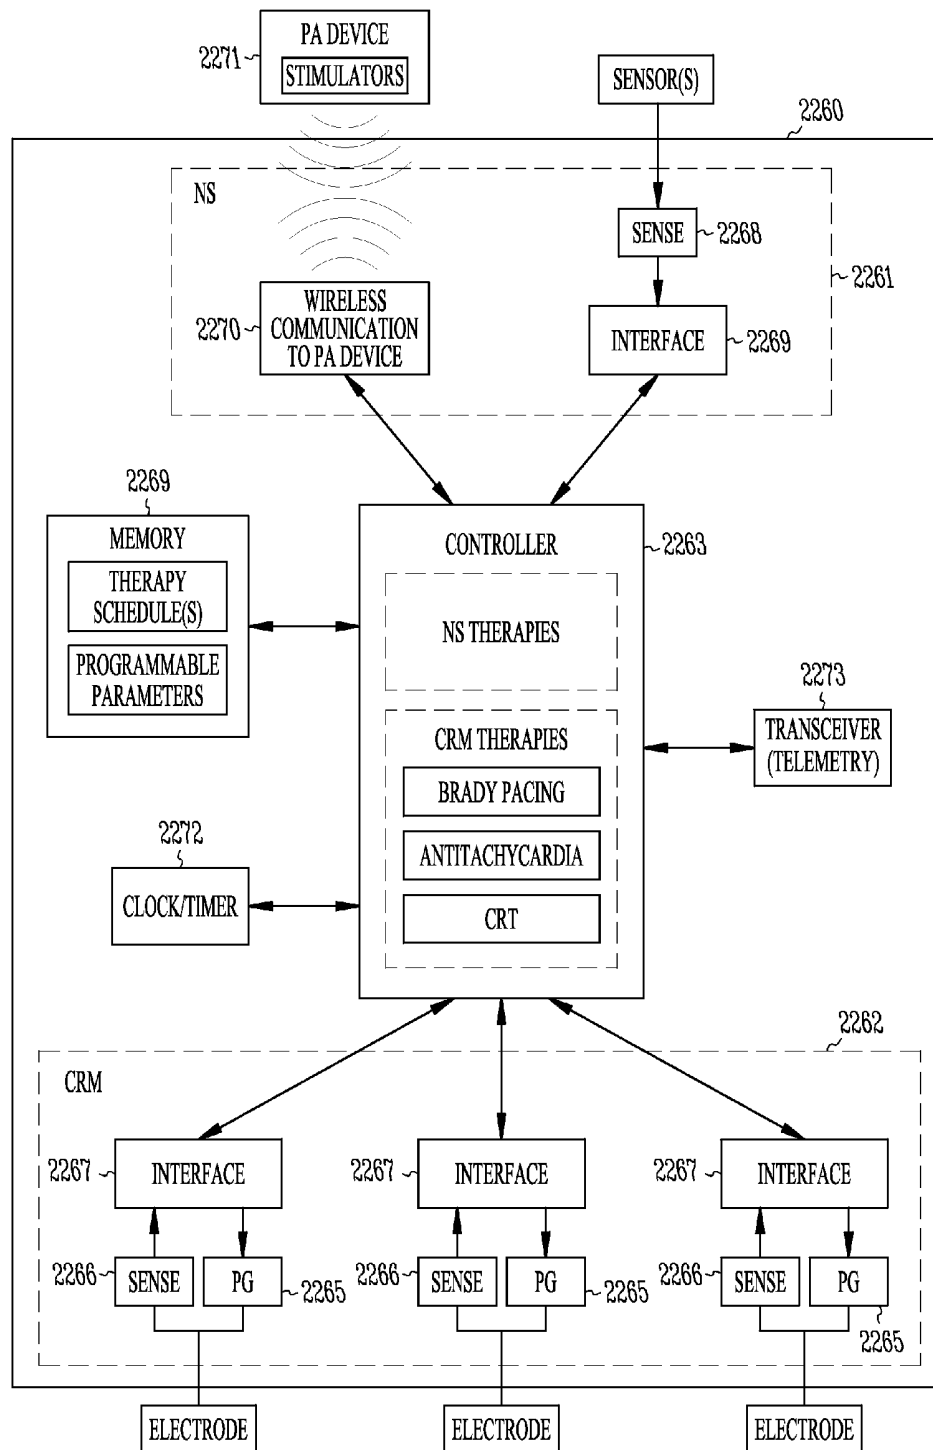 PA DEVICE
STIMULATORS
2271
SENSOR(S)
2260
NS
SENSE
2268
2261
WIRELESS
COMMUNICATION
TO PA DEVICE
2270
INTERFACE
2269
2269
MEMORY
THERAPY
SCHEDULE(S)
PROGRAMMABLE
PARAMETERS
CONTROLLER
2263
NS THERAPIES
CRM THERAPIES
BRADY PACING
ANTITACHYCARDIA
CRT
2273
TRANSCEIVER
(TELEMETRY)
2272
CLOCK/TIMER
2262
CRM
2267
INTERFACE
2267
INTERFACE
2267
INTERFACE
2266
SENSE
PG
2265
2266
SENSE
PG
2265
2266
SENSE
PG
2265
ELECTRODE
ELECTRODE
ELECTRODE